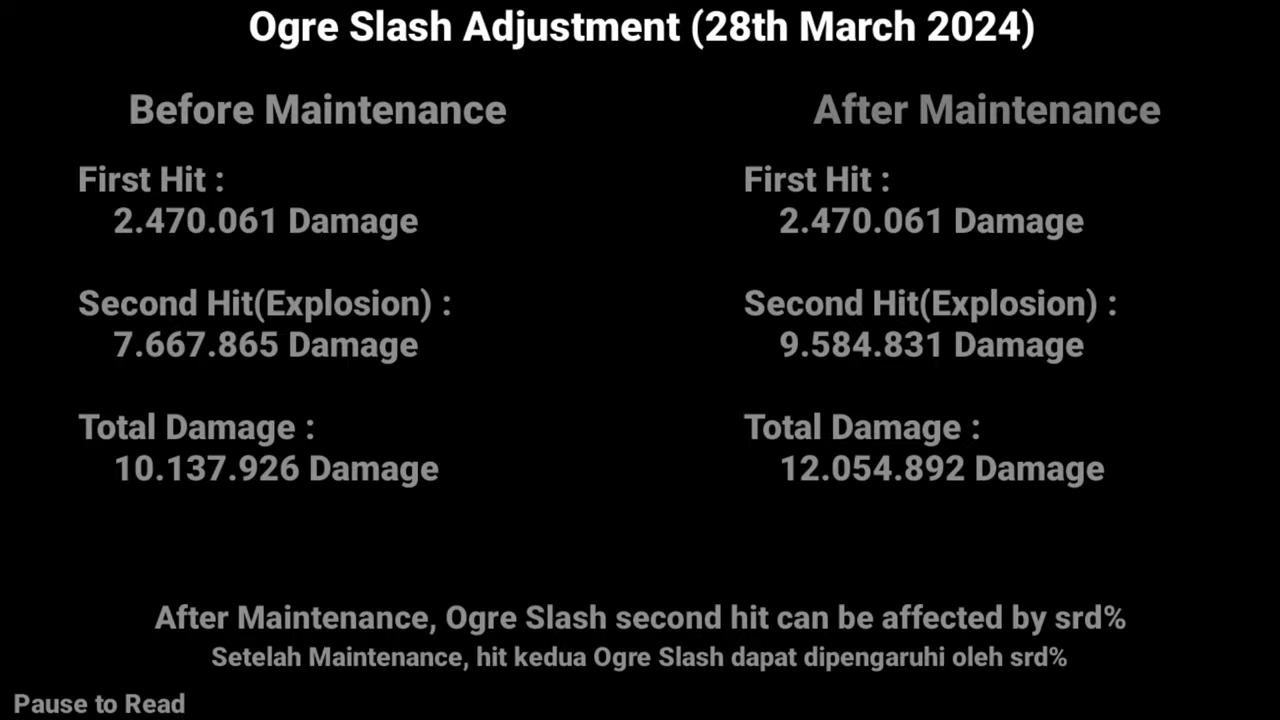 Ogre Slash Adjustment (28th March 2024)
Before Maintenance
First Hit :
2.470.061 Damage
Second Hit(Explosion) :
7.667.865 Damage
Total Damage :
10.137.926 Damage
After Maintenance
First Hit :
2.470.061 Damage
Second Hit(Explosion) :
9.584.831 Damage
Total Damage :
12.054.892 Damage
After Maintenance, Ogre Slash second hit can be affected by srd%
Setelah Maintenance, hit kedua Ogre Slash dapat dipengaruhi oleh srd%
Pause to Read